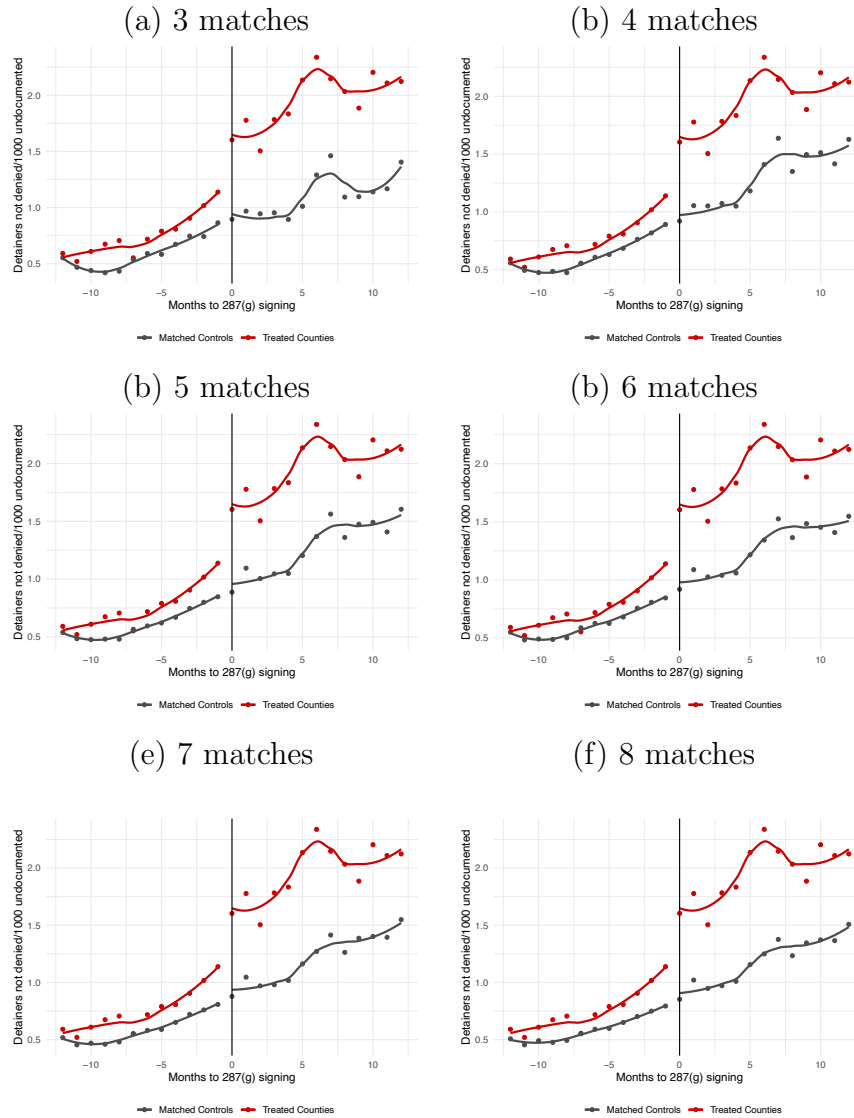 (a) 3 matches
(b) 4 matches
Detainers not denied/1000 undocumented
2.0
1.5
1.0
0.5
−10
−5
0
5
10
Months to 287(g) signing
Matched Controls
Treated Counties
Detainers not denied/1000 undocumented
2.0
1.5
1.0
0.5
−10
−5
0
5
10
Months to 287(g) signing
Matched Controls
Treated Counties
(b) 5 matches
(b) 6 matches
Detainers not denied/1000 undocumented
2.0
1.5
1.0
0.5
−10
−5
0
5
10
Months to 287(g) signing
Matched Controls
Treated Counties
Detainers not denied/1000 undocumented
2.0
1.5
1.0
0.5
−10
−5
0
5
10
Months to 287(g) signing
Matched Controls
Treated Counties
(e) 7 matches
(f) 8 matches
Detainers not denied/1000 undocumented
2.0
1.5
1.0
0.5
−10
−5
0
5
10
Months to 287(g) signing
Matched Controls
Treated Counties
Detainers not denied/1000 undocumented
2.0
1.5
1.0
0.5
−10
−5
0
5
10
Months to 287(g) signing
Matched Controls
Treated Counties